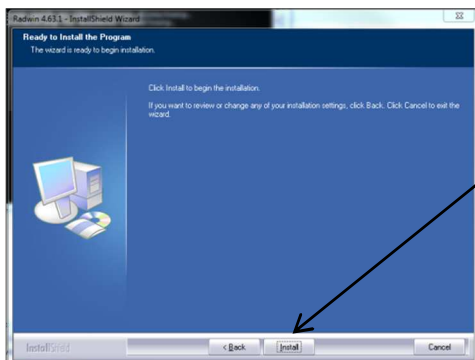 Radwin 4.63.1 - InstallShield Wizard
Ready to Install the Program
The wizard is ready to begin installation.
Click Install to begin the installation.
If you want to review or change any of your installation settings, click Back. Click Cancel to exit the
wizard.
InstallShield
< Back
Install
Cancel